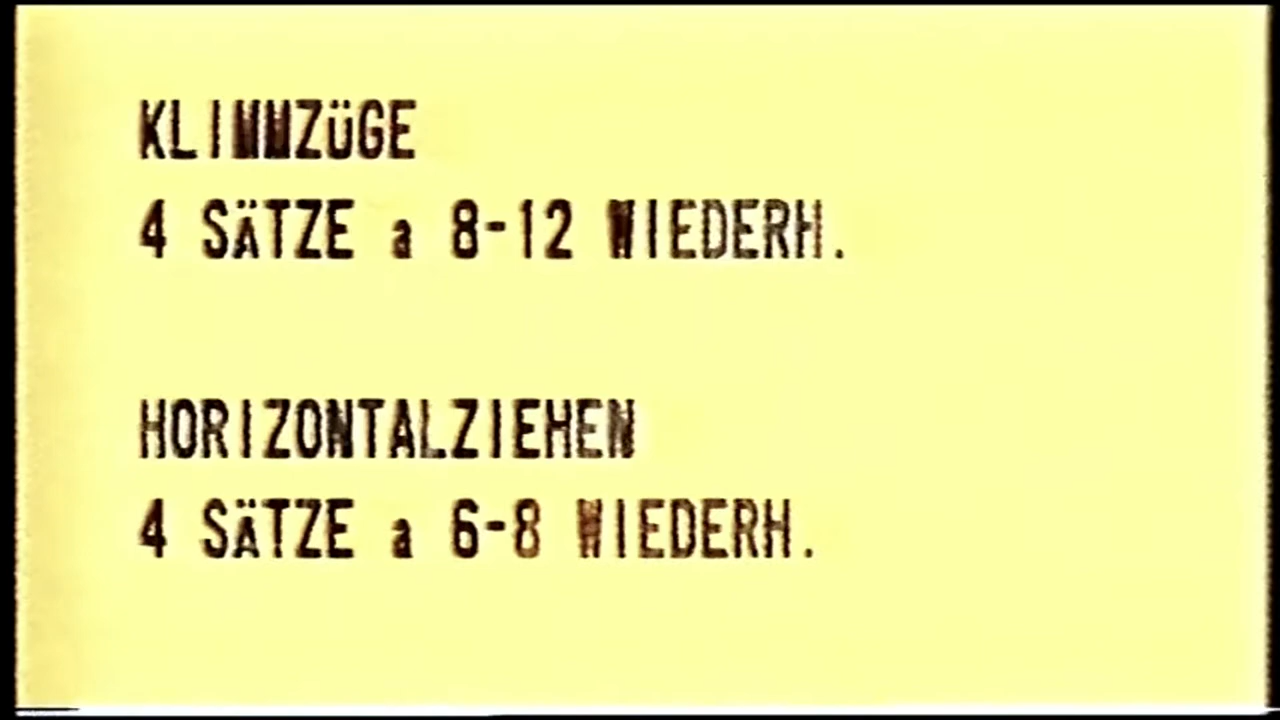 KLIMMZÜGE
4 SÄTZE a 8-12 WIEDERH.
HORIZONTALZIEHEN
4 SÄTZE a 6-8 WIEDERH.